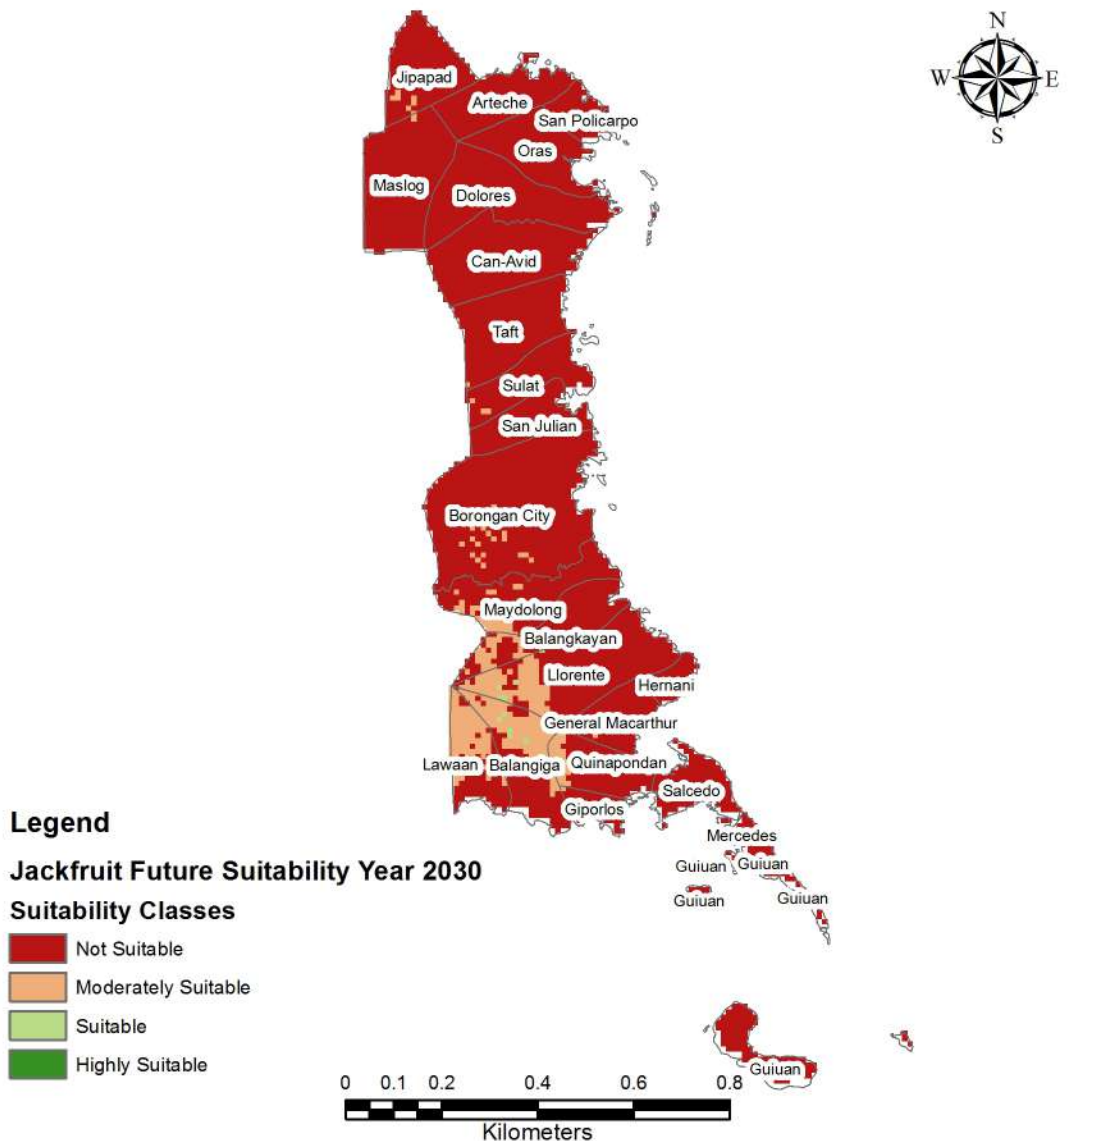 N
W
E
S
Jipapad
Arteche
San Policarpo
Oras
Maslog
Dolores
Can-Avid
Taft
Sulat
San Julian
Borongan City
Maydolong
Balangkayan
Llorente
Hernani
General Macarthur
Lawaan
Balangiga
Quinapondan
Salcedo
Giporlos
Mercedes
Guiuan
Guiuan
Guiuan
Guiuan
Guiuan
Legend
Jackfruit Future Suitability Year 2030
Suitability Classes
Not Suitable
Moderately Suitable
Suitable
Highly Suitable
0 0.1 0.2 0.4 0.6 0.8
Kilometers